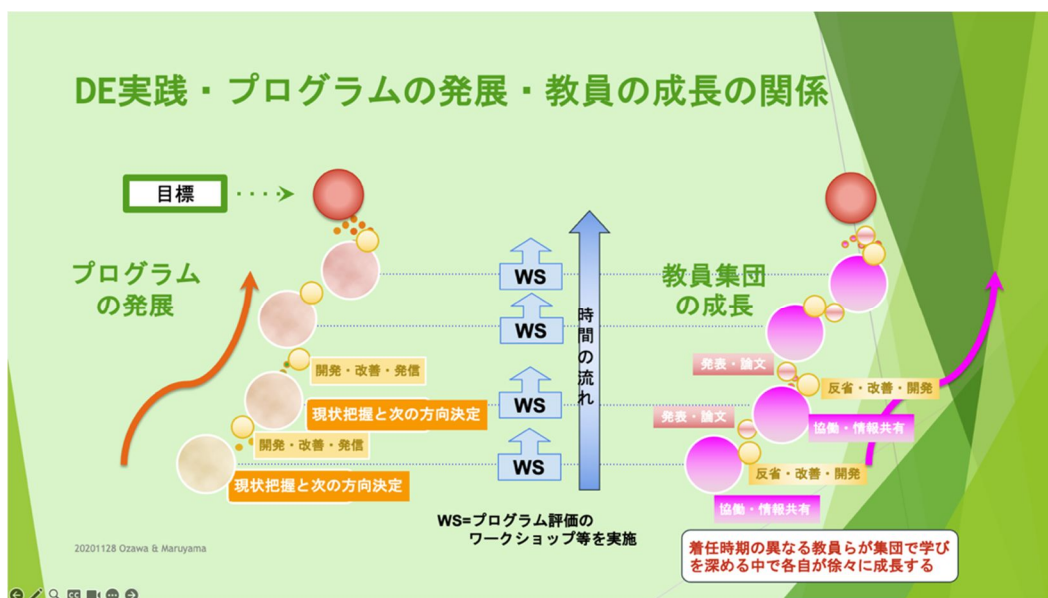 DE実践・プログラムの発展・教員の成長の関係
目標
プログラム
の発展
開発・改善・発信
現状把握と次の方向決定
開発・改善・発信
現状把握と次の方向決定
WS
WS
WS
WS
時間の流れ
WS=プログラム評価の
ワークショップ等を実施
教員集団
の成長
発表・論文
反省・改善・開発
発表・論文
協働・情報共有
反省・改善・開発
協働・情報共有
着任時期の異なる教員らが集団で学び
を深める中で各自が徐々に成長する
20201128 Ozawa & Maruyama
CC